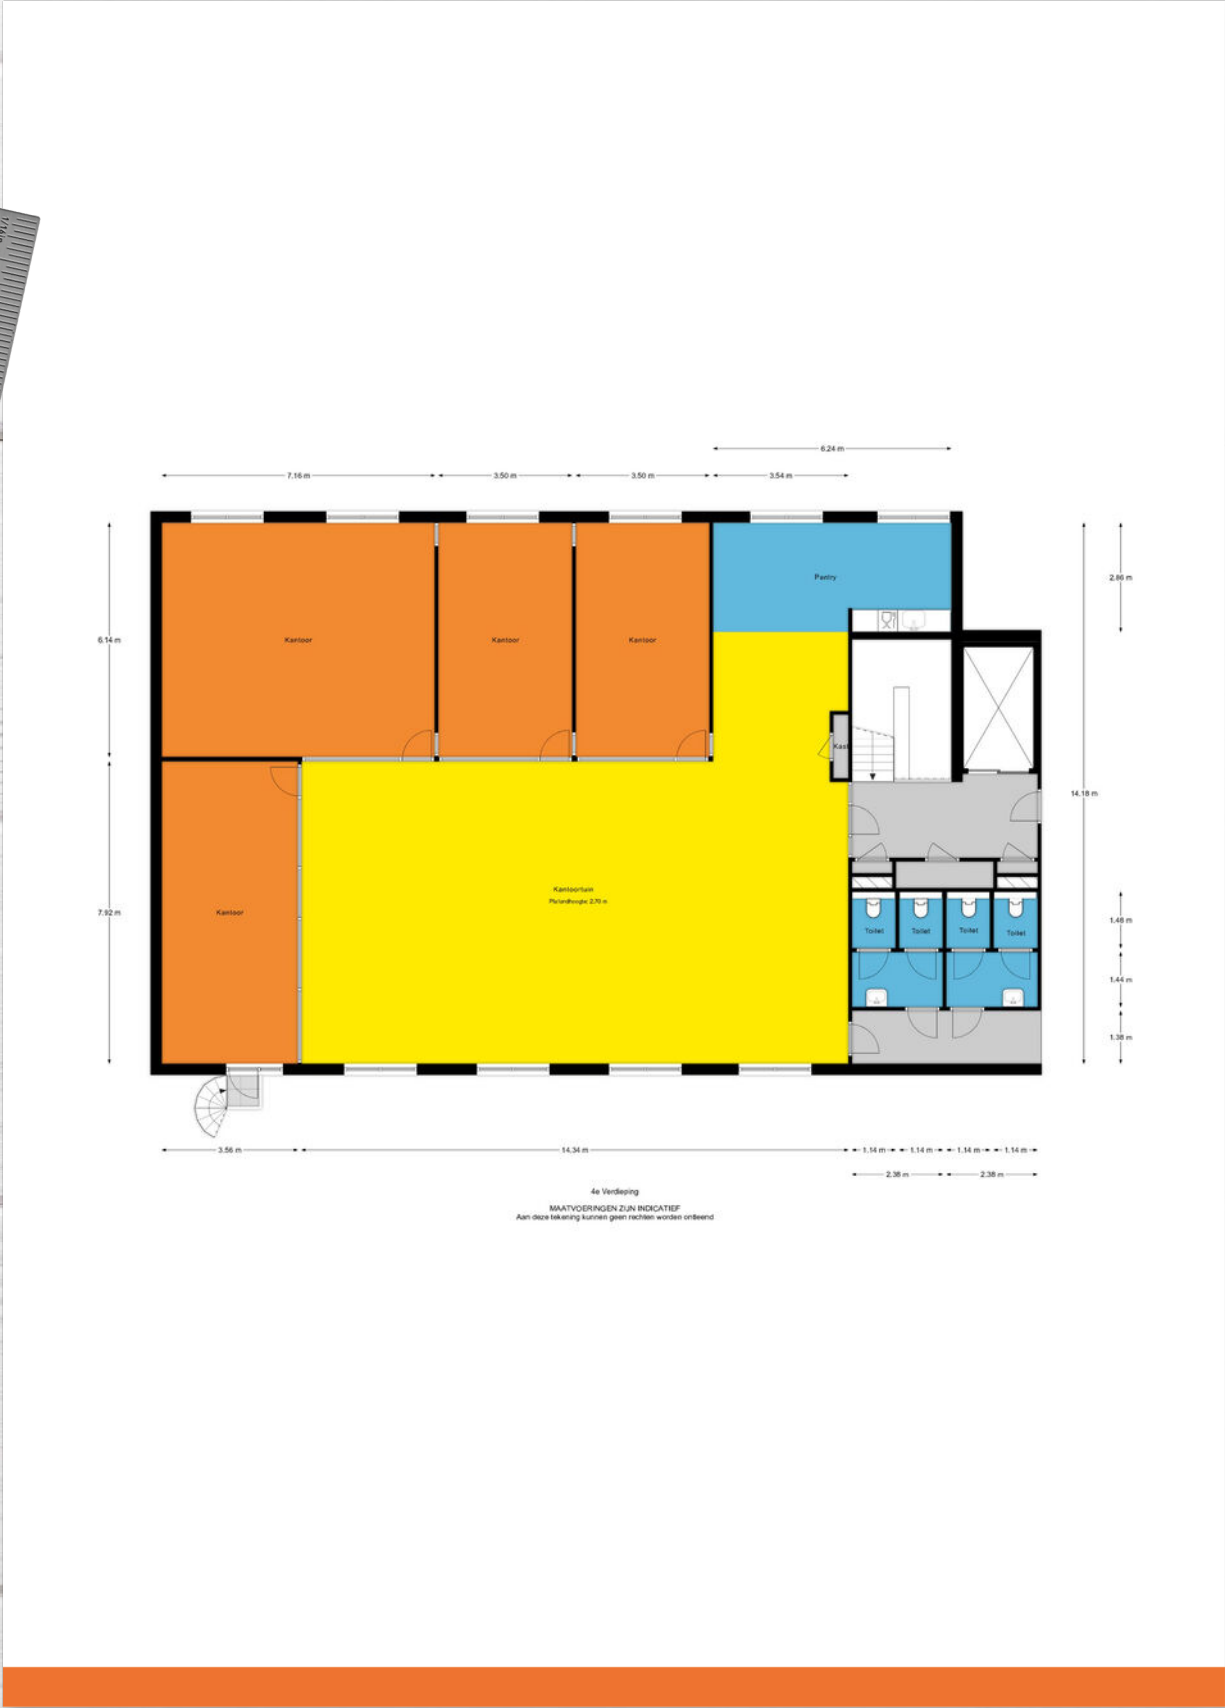 6.24 m
7.16 m
3.50 m
3.50 m
3.54 m
2.86 m
6.14 m
Pantry
Kantoor
Kantoor
Kantoor
Kast
14.18 m
Kantoortuin
Plafondhoogte: 2.70 m
7.92 m
Kantoor
1.48 m
Toilet
Toilet
Toilet
Toilet
1.44 m
1.38 m
3.56 m
14.34 m
1.14 m
1.14 m
1.14 m
1.14 m
2.38 m
2.38 m
4e Verdieping
MAATVOERINGEN ZIJN INDICATIEF
Aan deze tekening kunnen geen rechten worden ontleend